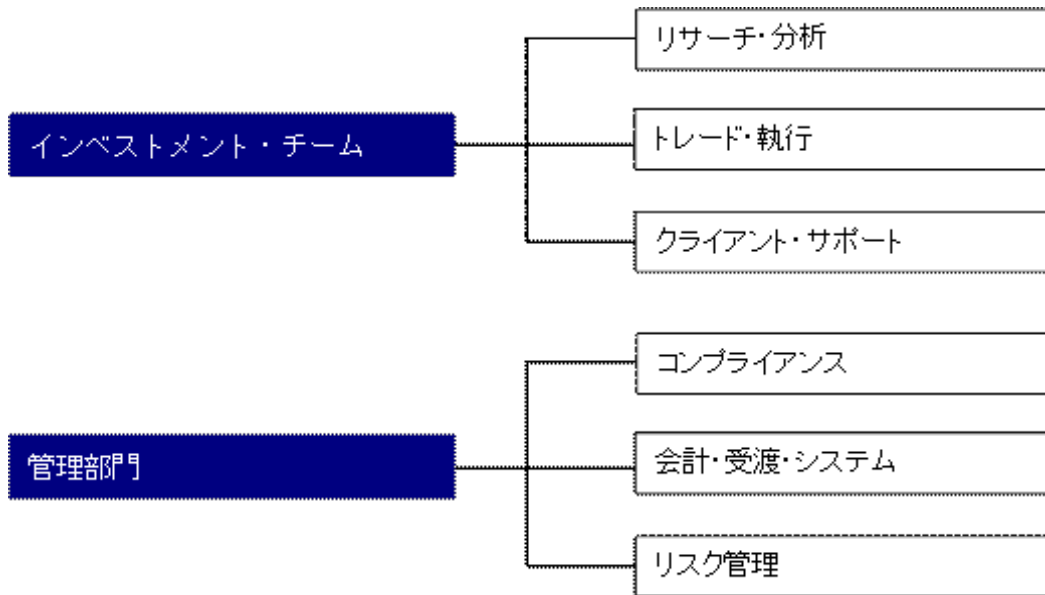 リサーチ・分析
インベストメント・チーム
トレード・執行
クライアント・サポート
コンプライアンス
管理部門
会計・受渡・システム
リスク管理